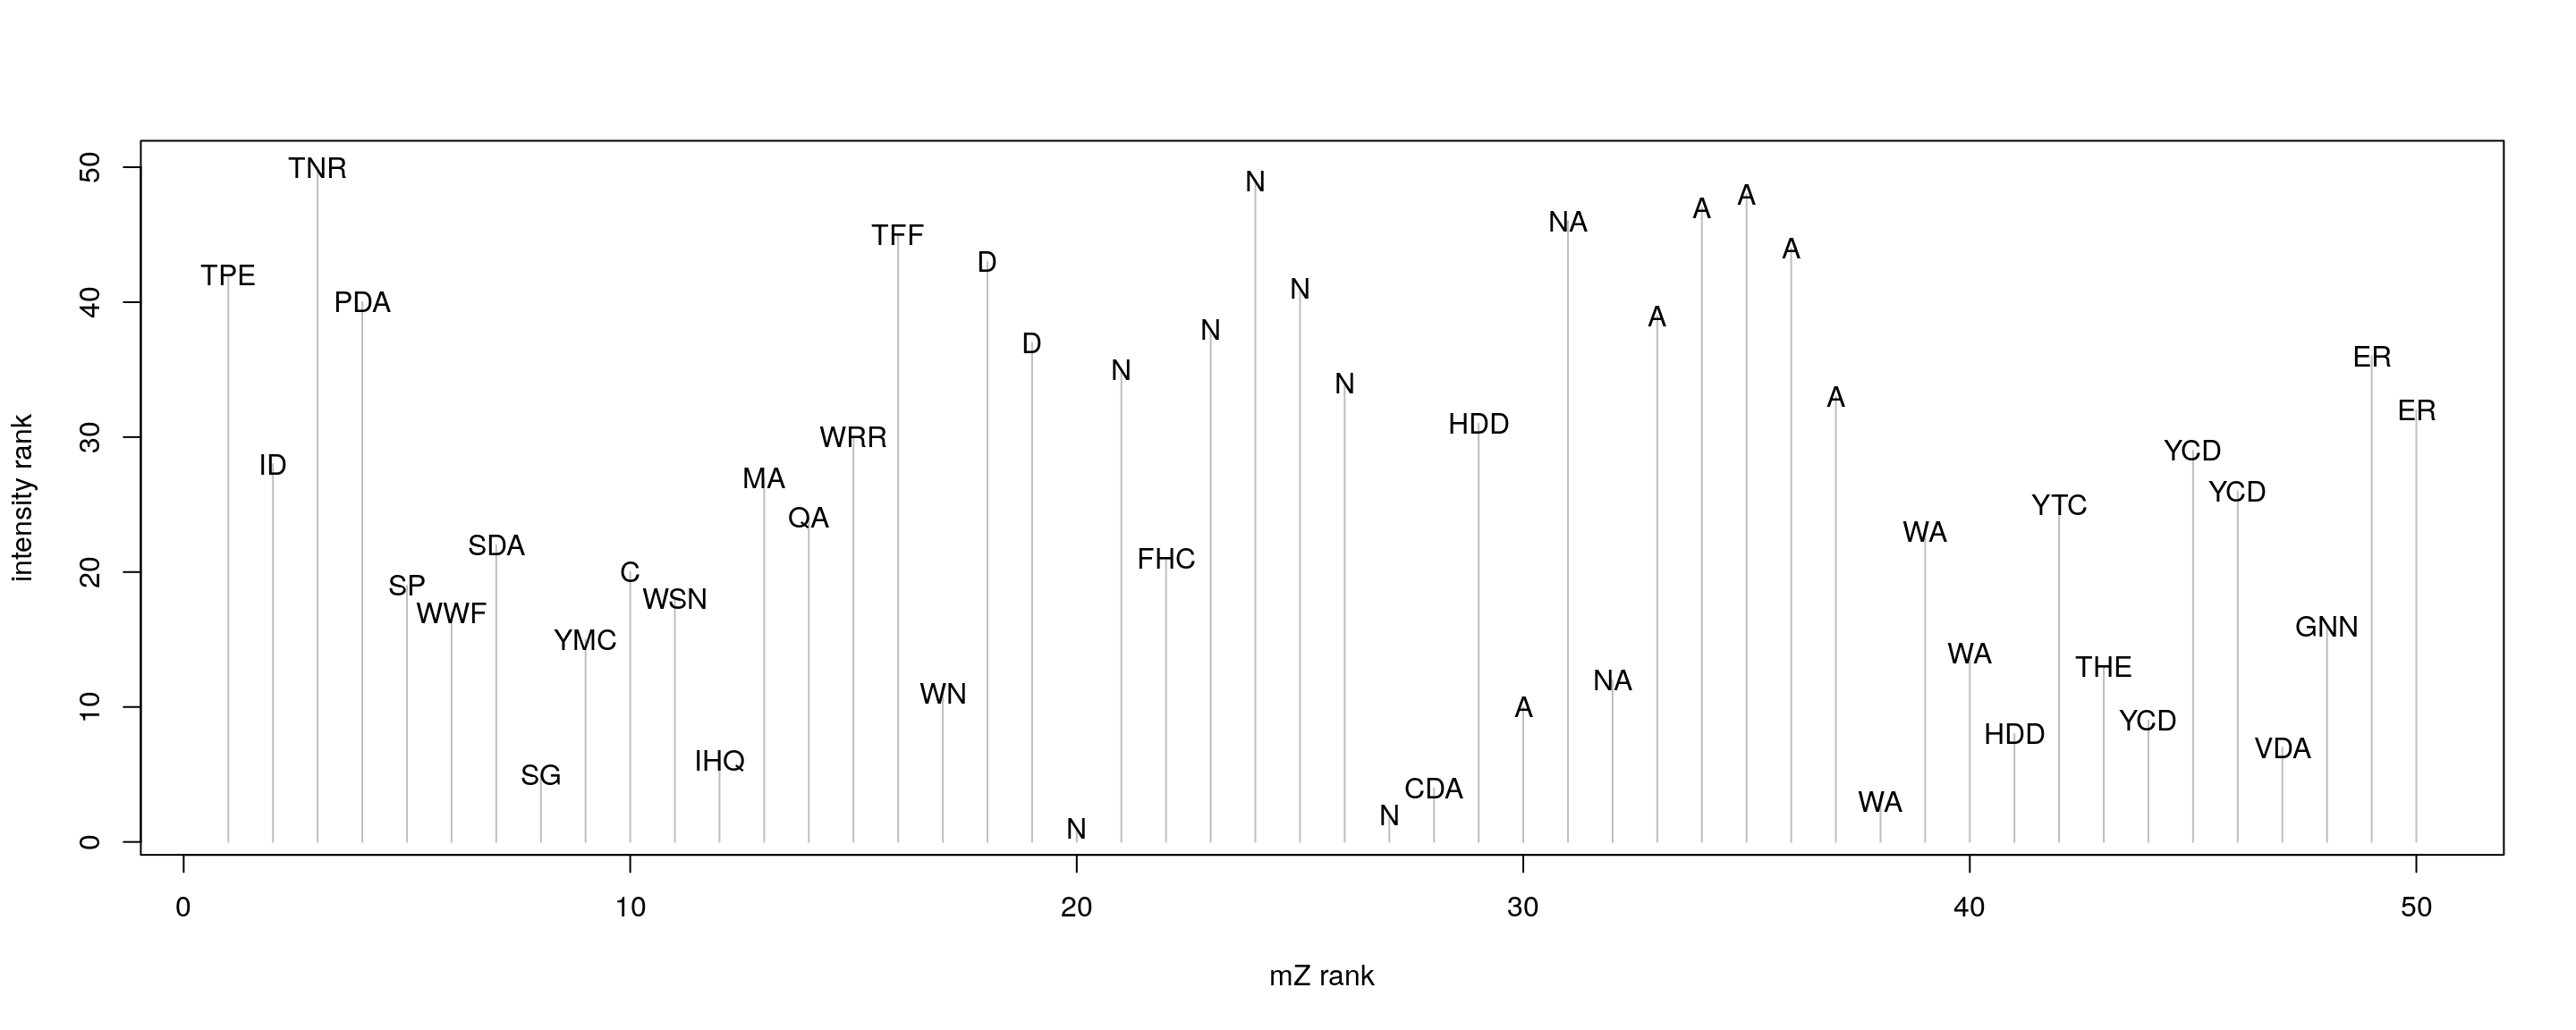 TNR
N
A
A
NA
TFF
A
D
TPE
N
PDA
A
N
D
ER
N
N
A
ER
HDD
WRR
YCD
ID
MA
YCD
YTC
QA
WA
SDA
FHC
C
SP
WSN
WWF
GNN
YMC
WA
THE
NA
WN
A
YCD
HDD
VDA
IHQ
SG
CDA
WA
N
N
50
40
30
20
10
0
intensity rank
0 10 20 30 40 50
mZ rank